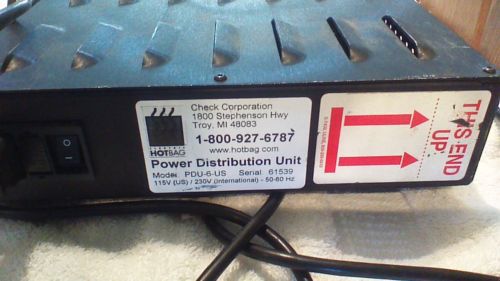 Check Corporation
1800 Stephenson Hwy
Troy, MI 48083
1-800-927-6787
www.hotbag.com
HOTBAG
Power Distribution Unit
Model: PDU-6-US Serial: 61539
115V (US) / 230V (International) - 50-60 Hz
THIS END
UP